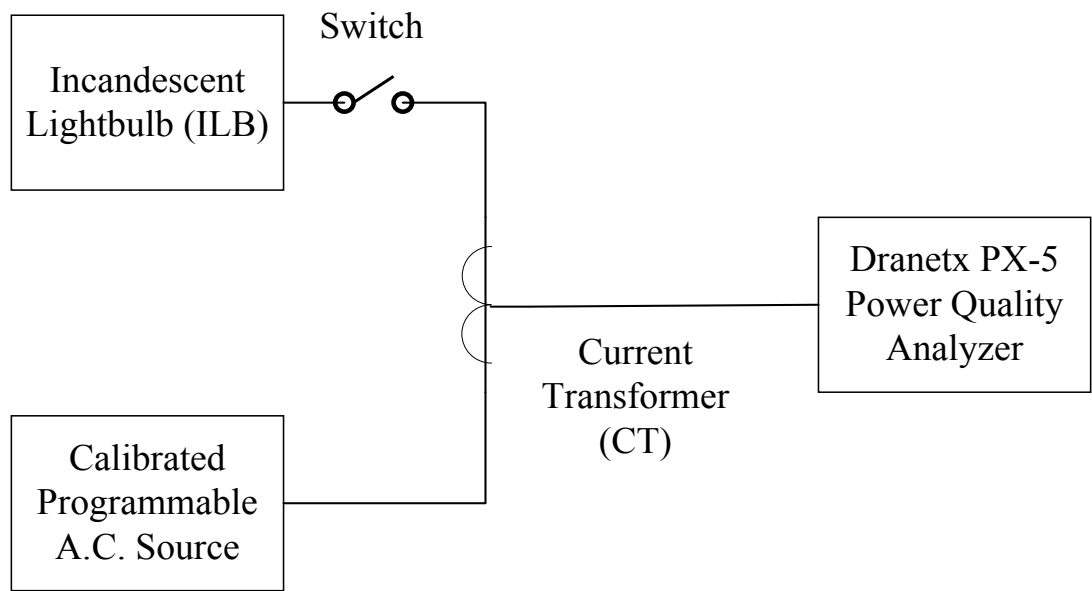 Switch
Incandescent
Lightbulb (ILB)
Dranetx PX-5
Power Quality
Analyzer
Current
Transformer
(CT)
Calibrated
Programmable
A.C. Source